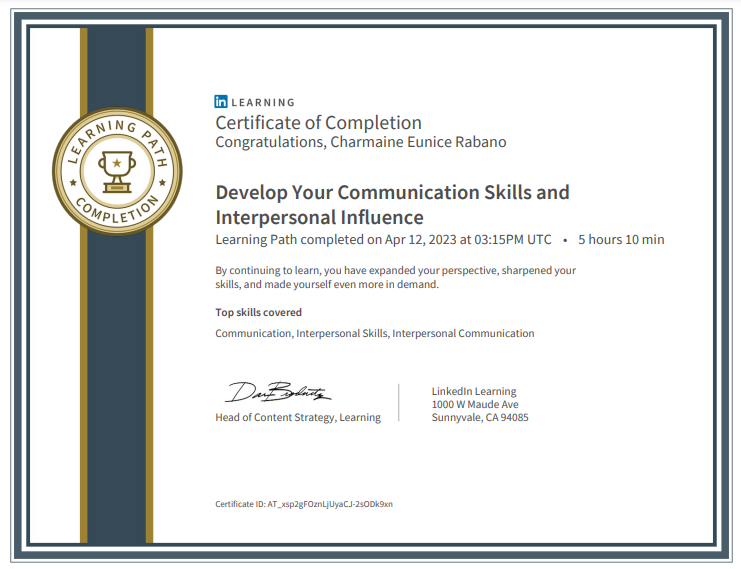 LEARNING PATH
COMPLETION
in LEARNING
Certificate of Completion
Congratulations, Charmaine Eunice Rabano
Develop Your Communication Skills and
Interpersonal Influence
Learning Path completed on Apr 12, 2023 at 03:15PM UTC • 5 hours 10 min
By continuing to learn, you have expanded your perspective, sharpened your
skills, and made yourself even more in demand.
Top skills covered
Communication, Interpersonal Skills, Interpersonal Communication
Head of Content Strategy, Learning
LinkedIn Learning
1000 W Maude Ave
Sunnyvale, CA 94085
Certificate ID: AT_xsp2gFOznLjUyaCJ-2sODk9xn